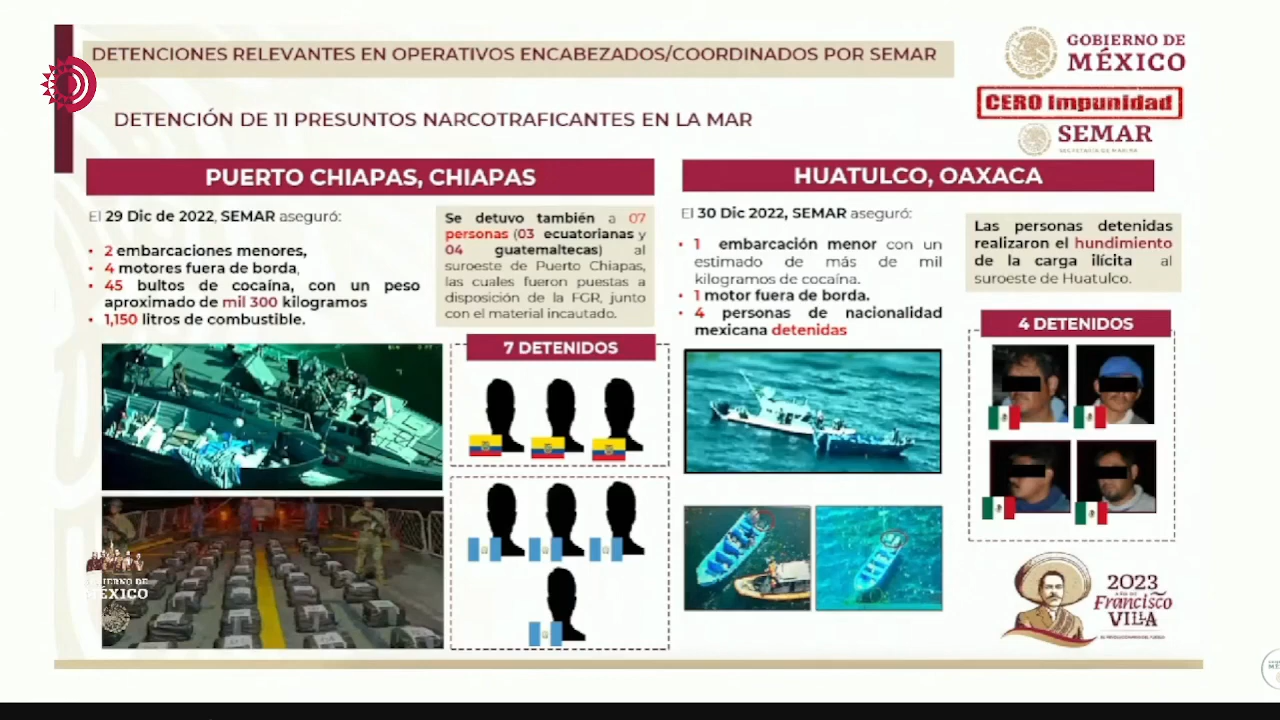 DETENCIONES RELEVANTES EN OPERATIVOS ENCABEZADOS/COORDINADOS POR SEMAR
GOBIERNO DE
MÉXICO
CERO Impunidad
SEMAR
SECRETARÍA DE MARINA
DETENCIÓN DE 11 PRESUNTOS NARCOTRAFICANTES EN LA MAR
PUERTO CHIAPAS, CHIAPAS
El 29 Dic de 2022, SEMAR aseguró:
• 2 embarcaciones menores,
• 4 motores fuera de borda,
• 45 bultos de cocaína, con un peso
aproximado de mil 300 kilogramos
• 1,150 litros de combustible.
Se detuvo también a 07
personas (03 ecuatorianas y
04 guatemaltecas) al
suroeste de Puerto Chiapas,
las cuales fueron puestas a
disposición de la FGR, junto
con el material incautado.
7 DETENIDOS
HUATULCO, OAXACA
El 30 Dic 2022, SEMAR aseguró:
• 1 embarcación menor con un
estimado de más de mil
kilogramos de cocaína.
• 1 motor fuera de borda.
• 4 personas de nacionalidad
mexicana detenidas
Las personas detenidas
realizaron el hundimiento
de la carga ilícita al
suroeste de Huatulco.
4 DETENIDOS
GOBIERNO DE
MÉXICO
2023
Francisco
VILLA